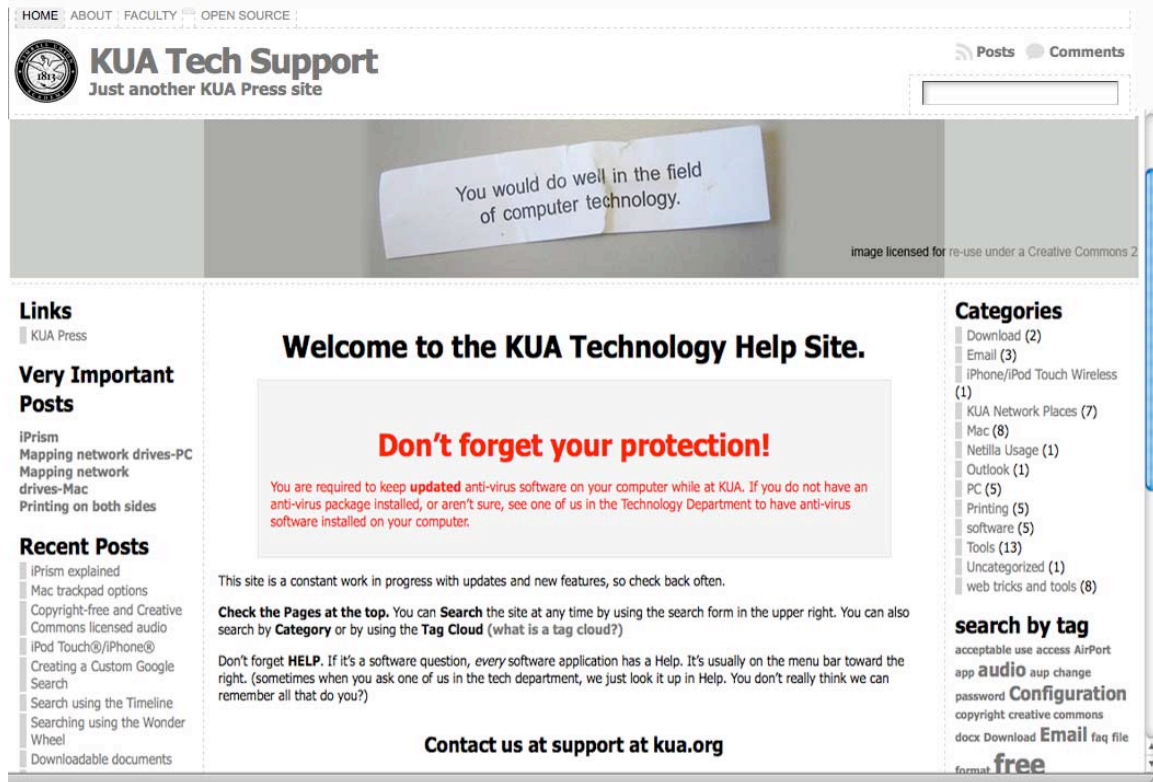 HOME ABOUT FACULTY OPEN SOURCE
KUA Tech Support
Just another KUA Press site
1813
Posts Comments
You would do well in the field
of computer technology.
image licensed for re-use under a Creative Commons 2
Links
KUA Press
Very Important
Posts
iPrism
Mapping network drives-PC
Mapping network
drives-Mac
Printing on both sides
Recent Posts
iPrism explained
Mac trackpad options
Copyright-free and Creative
Commons licensed audio
iPod Touch®/iPhone®
Creating a Custom Google
Search
Search using the Timeline
Searching using the Wonder
Wheel
Downloadable documents
Welcome to the KUA Technology Help Site.
Don't forget your protection!
You are required to keep updated anti-virus software on your computer while at KUA. If you do not have an
anti-virus package installed, or aren't sure, see one of us in the Technology Department to have anti-virus
software installed on your computer.
This site is a constant work in progress with updates and new features, so check back often.
Check the Pages at the top. You can Search the site at any time by using the search form in the upper right. You can also
search by Category or by using the Tag Cloud (what is a tag cloud?)
Don't forget HELP. If it's a software question, every software application has a Help. It's usually on the menu bar toward the
right. (sometimes when you ask one of us in the tech department, we just look it up in Help. You don't really think we can
remember all that do you?)
Contact us at support at kua.org
Categories
Download (2)
Email (3)
iPhone/iPod Touch Wireless
(1)
KUA Network Places (7)
Mac (8)
Netilla Usage (1)
Outlook (1)
PC (5)
Printing (5)
software (5)
Tools (13)
Uncategorized (1)
web tricks and tools (8)
search by tag
acceptable use access AirPort
app audio aup change
password Configuration
copyright creative commons
docx Download Email faq file
format free